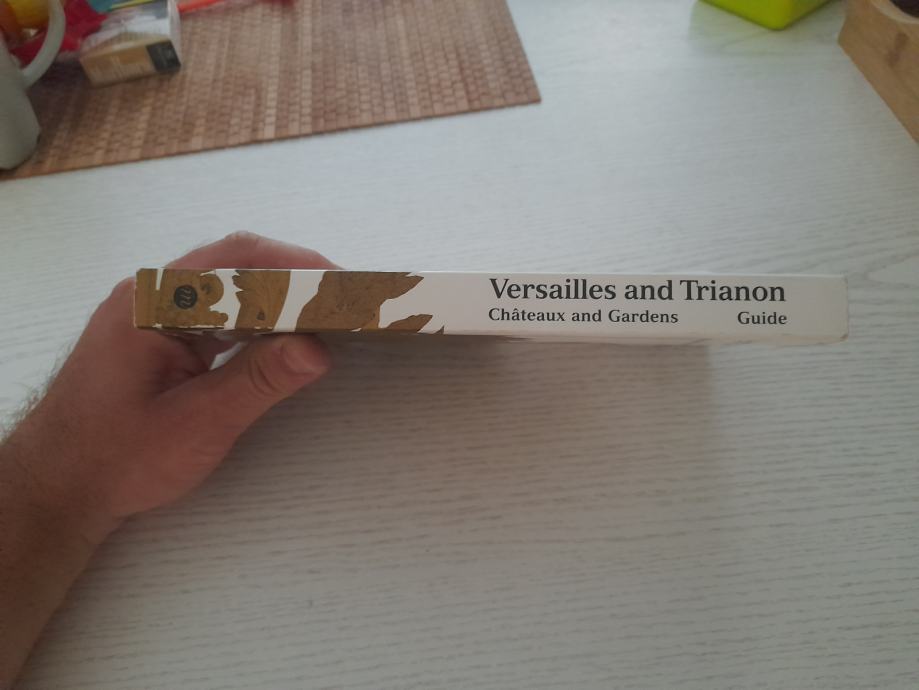 Versailles and Trianon
Châteaux and Gardens Guide
m